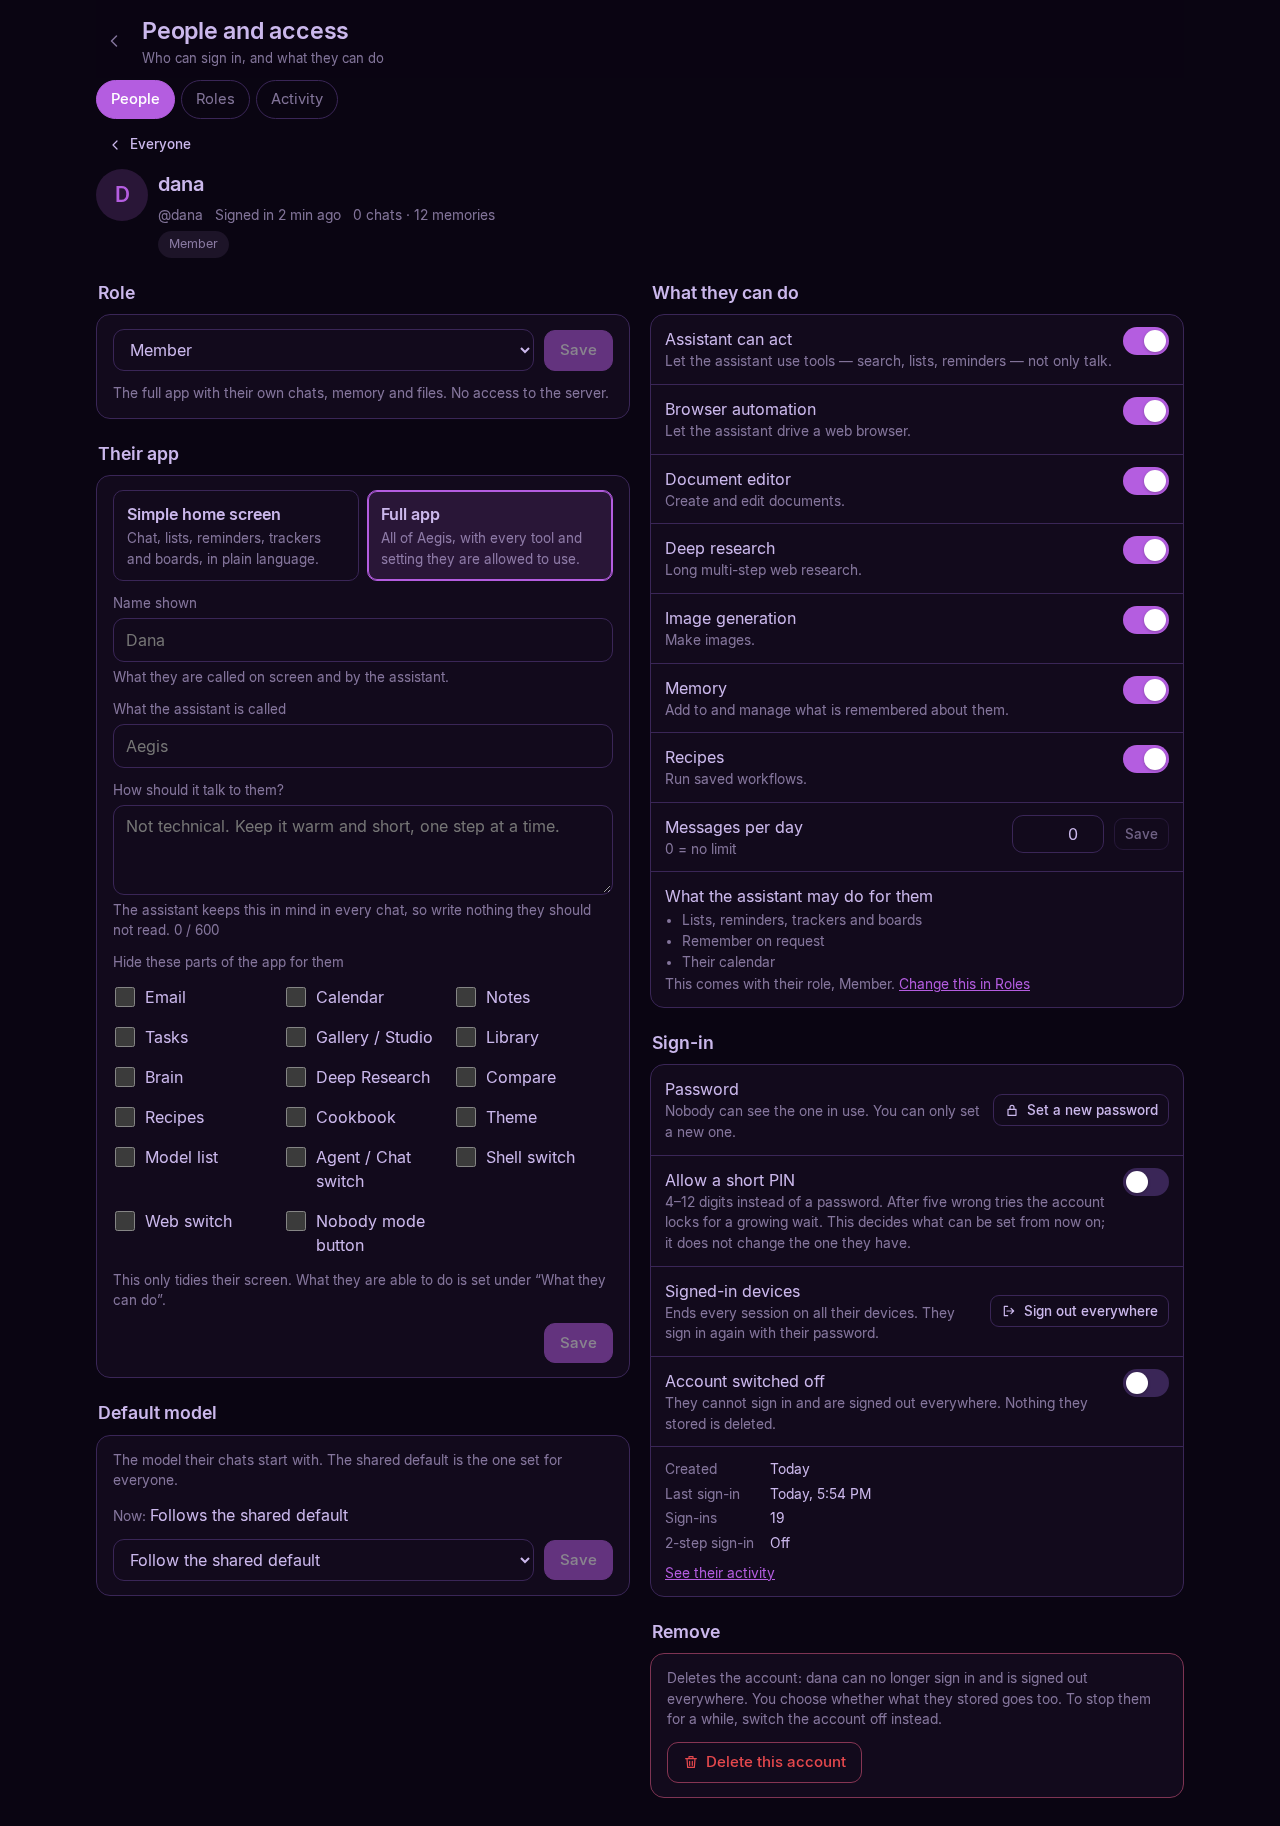 People and access
Who can sign in, and what they can do
People
Roles
Activity
Everyone
D
dana
@dana Signed in 2 min ago 0 chats · 12 memories
Member
Role
Member
Save
The full app with their own chats, memory and files. No access to the server.
Their app
Simple home screen
Chat, lists, reminders, trackers
and boards, in plain language.
Full app
All of Aegis, with every tool and
setting they are allowed to use.
Name shown
Dana
What they are called on screen and by the assistant.
What the assistant is called
Aegis
How should it talk to them?
Not technical. Keep it warm and short, one step at a time.
The assistant keeps this in mind in every chat, so write nothing they should
not read. 0 / 600
Hide these parts of the app for them
Email
Calendar
Notes
Tasks
Gallery / Studio
Library
Brain
Deep Research
Compare
Recipes
Cookbook
Theme
Model list
Agent / Chat
switch
Shell switch
Web switch
Nobody mode
button
This only tidies their screen. What they are able to do is set under “What they
can do”.
Save
Default model
The model their chats start with. The shared default is the one set for
everyone.
Now: Follows the shared default
Follow the shared default
Save
What they can do
Assistant can act
Let the assistant use tools — search, lists, reminders — not only talk.
Browser automation
Let the assistant drive a web browser.
Document editor
Create and edit documents.
Deep research
Long multi-step web research.
Image generation
Make images.
Memory
Add to and manage what is remembered about them.
Recipes
Run saved workflows.
Messages per day
0 = no limit
0
Save
What the assistant may do for them
• Lists, reminders, trackers and boards
• Remember on request
• Their calendar
This comes with their role, Member. Change this in Roles
Sign-in
Password
Nobody can see the one in use. You can only set
a new one.
Set a new password
Allow a short PIN
4–12 digits instead of a password. After five wrong tries the account
locks for a growing wait. This decides what can be set from now on;
it does not change the one they have.
Signed-in devices
Ends every session on all their devices. They
sign in again with their password.
Sign out everywhere
Account switched off
They cannot sign in and are signed out everywhere. Nothing they
stored is deleted.
Created Today
Last sign-in Today, 5:54 PM
Sign-ins 19
2-step sign-in Off
See their activity
Remove
Deletes the account: dana can no longer sign in and is signed out
everywhere. You choose whether what they stored goes too. To stop them
for a while, switch the account off instead.
Delete this account